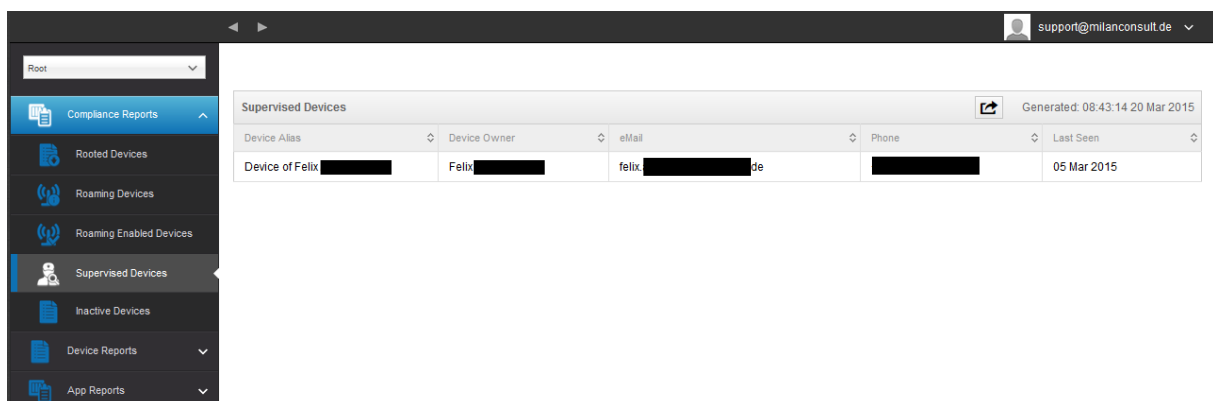 support@milanconsult.de
Root
Compliance Reports
Rooted Devices
Roaming Devices
Roaming Enabled Devices
Supervised Devices
Inactive Devices
Device Reports
App Reports
Supervised Devices Generated: 08:43:14 20 Mar 2015
Device Alias Device Owner eMail Phone Last Seen
Device of Felix Felix felix. de 05 Mar 2015